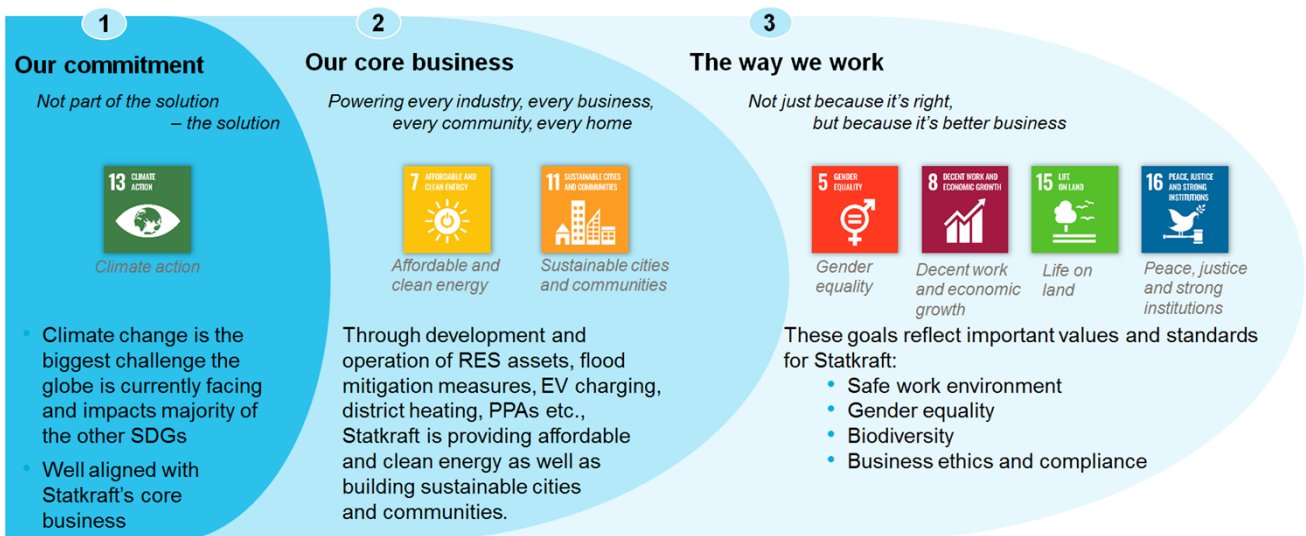 1
Our commitment
Not part of the solution
– the solution
13 CLIMATE
ACTION
Climate action
• Climate change is the
biggest challenge the
globe is currently facing
and impacts majority of
the other SDGs
• Well aligned with
Statkraft's core
business
2
Our core business
Powering every industry, every business,
every community, every home
7 AFFORDABLE AND
CLEAN ENERGY
Affordable and
clean energy
11 SUSTAINABLE CITIES
AND COMMUNITIES
Sustainable cities
and communities
Through development and
operation of RES assets, flood
mitigation measures, EV charging,
district heating, PPAs etc.,
Statkraft is providing affordable
and clean energy as well as
building sustainable cities
and communities.
3
The way we work
Not just because it's right,
but because it's better business
5 GENDER
EQUALITY
Gender
equality
8 DECENT WORK AND
ECONOMIC GROWTH
Decent work
and economic
growth
15 LIFE
ON LAND
Life on
land
16 PEACE, JUSTICE
AND STRONG
INSTITUTIONS
Peace, justice
and strong
institutions
These goals reflect important values and standards
for Statkraft:
• Safe work environment
• Gender equality
• Biodiversity
• Business ethics and compliance